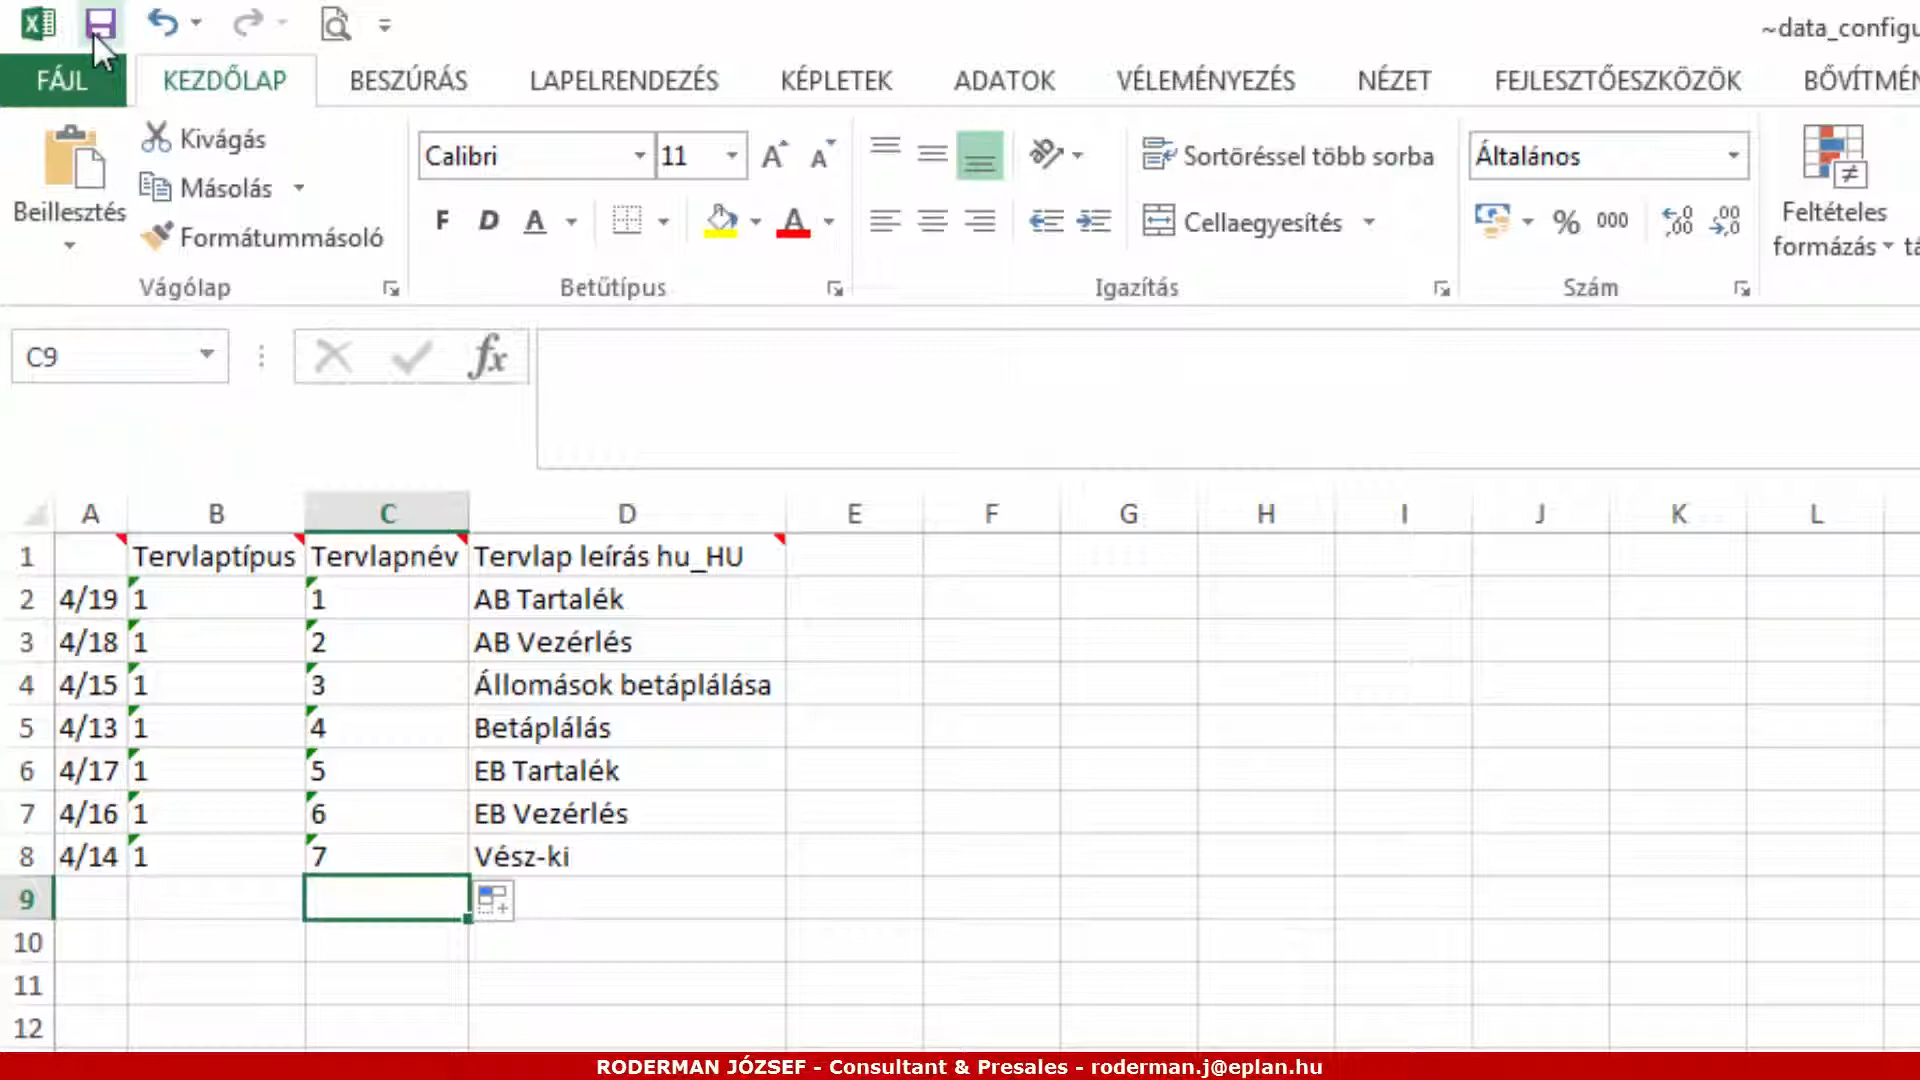 ~data_configu
FÁJL KEZDŐLAP BESZÚRÁS LAPELRENDEZÉS KÉPLETEK ADATOK VÉLEMÉNYEZÉS NÉZET FEJLESZTŐESZKÖZÖK BŐVÍTMÉN
Beillesztés
Kivágás
Másolás
Formátummásoló
Vágólap
Calibri 11
F D A
Betűtípus
Sortöréssel több sorba
Cellaegyesítés
Igazítás
Általános
% 000
Szám
Feltételes
formázás tá
C9 fx
A B C D E F G H I J K L
1 Tervlaptípus Tervlapnév Tervlap leírás hu_HU
2 4/19 1 1 AB Tartalék
3 4/18 1 2 AB Vezérlés
4 4/15 1 3 Állomások betáplálása
5 4/13 1 4 Betáplálás
6 4/17 1 5 EB Tartalék
7 4/16 1 6 EB Vezérlés
8 4/14 1 7 Vész-ki
9
10
11
12
RODERMAN JÓZSEF - Consultant & Presales - roderman.j@eplan.hu